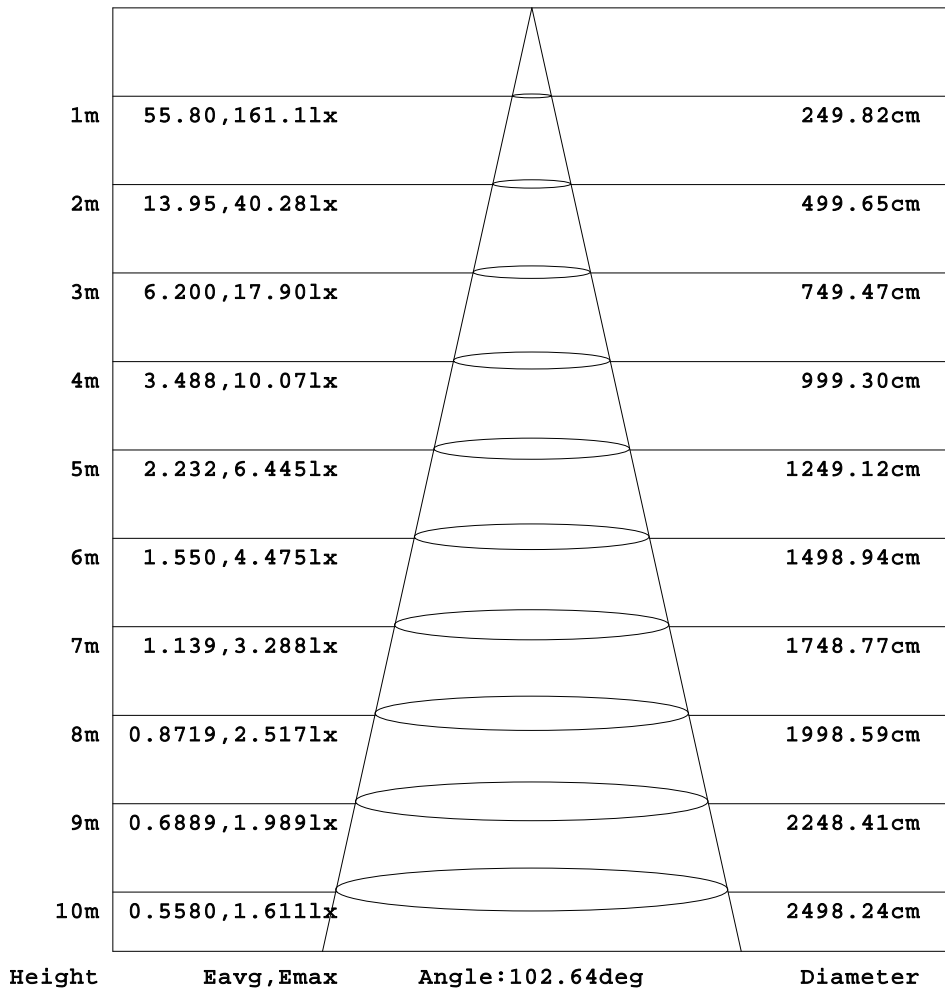 1m 55.80,161.1lx 249.82cm
2m 13.95,40.28lx 499.65cm
3m 6.200,17.90lx 749.47cm
4m 3.488,10.07lx 999.30cm
5m 2.232,6.445lx 1249.12cm
6m 1.550,4.475lx 1498.94cm
7m 1.139,3.288lx 1748.77cm
8m 0.8719,2.517lx 1998.59cm
9m 0.6889,1.989lx 2248.41cm
10m 0.5580,1.611lx 2498.24cm
Height Eavg,Emax Angle:102.64deg Diameter